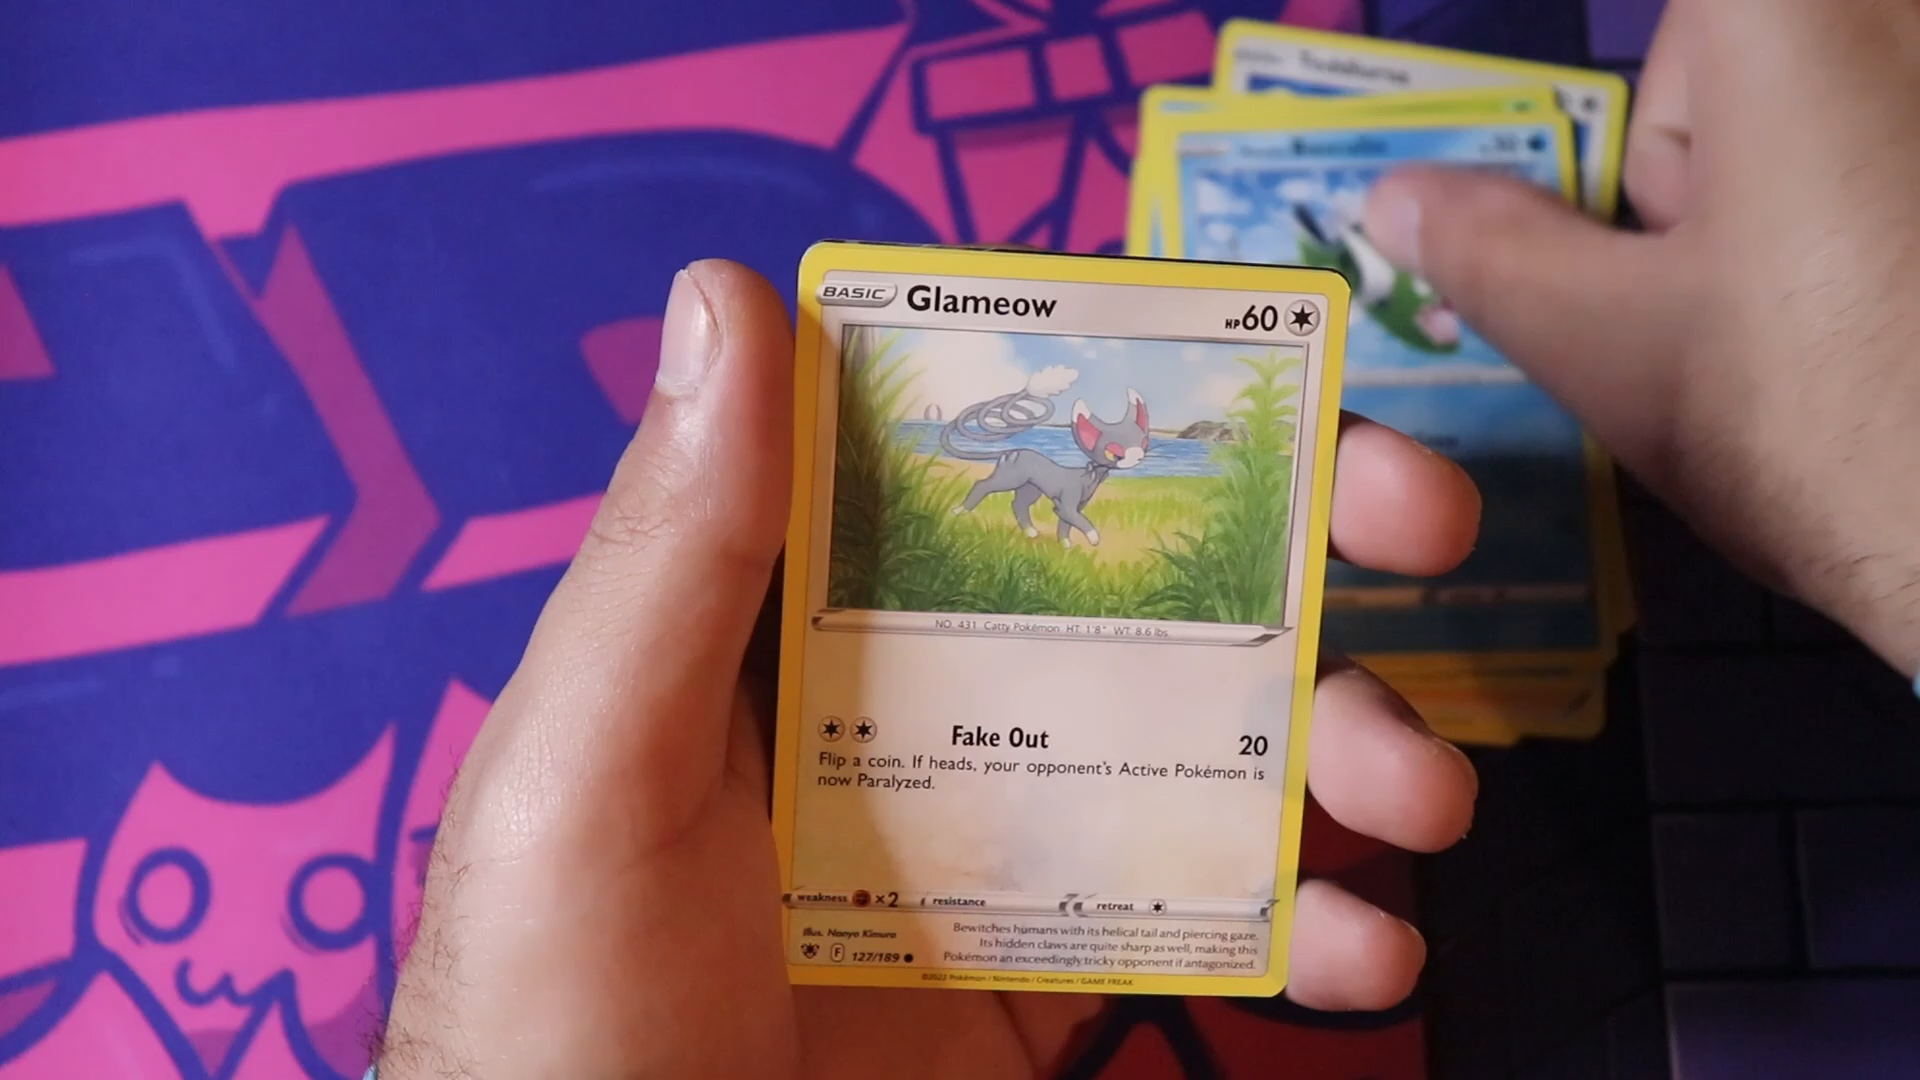 BASIC Glameow HP60
NO. 431 Catty Pokémon HT: 1'8" WT: 8.6 lbs
Fake Out 20
Flip a coin. If heads, your opponent's Active Pokémon is
now Paralyzed.
weakness ×2 resistance retreat
Illus. Nanyo Kimura
F 127/189
Bewitches humans with its helical tail and piercing gaze.
Its hidden claws are quite sharp as well, making this
Pokémon an exceedingly tricky opponent if antagonized.
©2022 Pokémon / Nintendo / Creatures / GAME FREAK